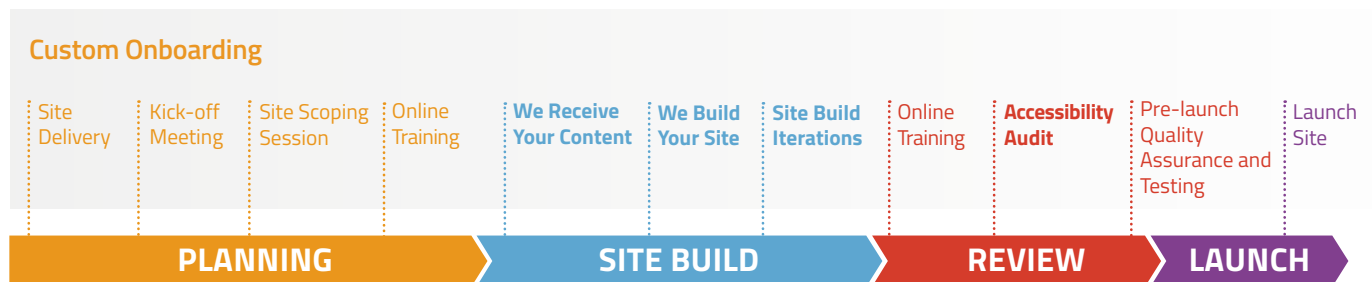 Custom Onboarding
Site
Delivery
Kick-off
Meeting
Site Scoping
Session
Online
Training
We Receive
Your Content
We Build
Your Site
Site Build
Iterations
Online
Training
Accessibility
Audit
Pre-launch
Quality
Assurance and
Testing
Launch
Site
PLANNING
SITE BUILD
REVIEW
LAUNCH